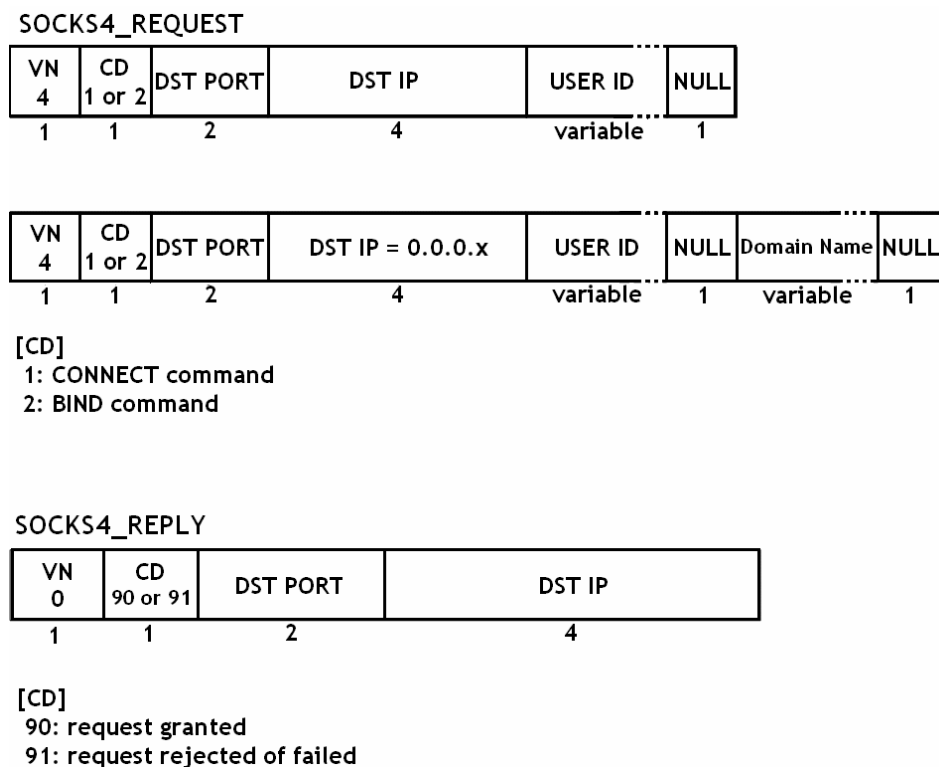 SOCKS4_REQUEST
VN 4 CD 1 or 2 DST PORT DST IP USER ID NULL
1 1 2 4 variable 1
VN 4 CD 1 or 2 DST PORT DST IP = 0.0.0.x USER ID NULL Domain Name NULL
1 1 2 4 variable 1 variable 1
[CD]
1: CONNECT command
2: BIND command
SOCKS4_REPLY
VN 0 CD 90 or 91 DST PORT DST IP
1 1 2 4
[CD]
90: request granted
91: request rejected of failed